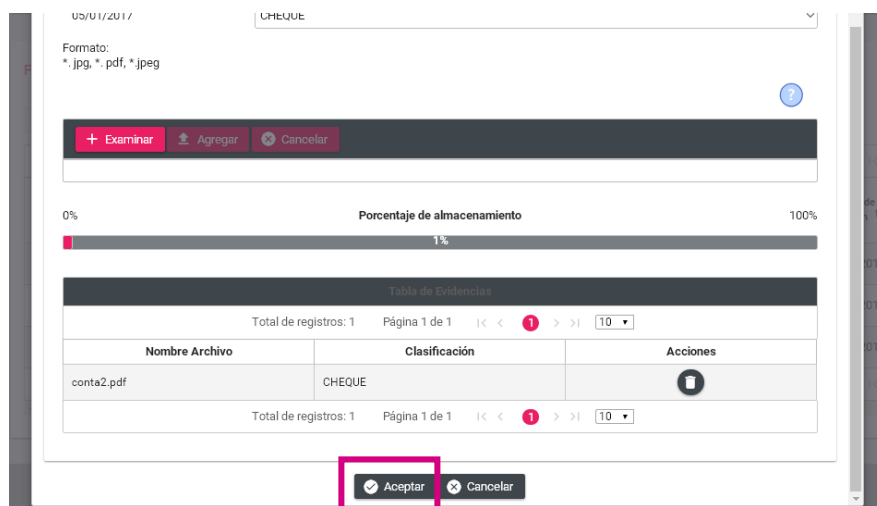 05/01/2017 CHEQUE
Formato:
*. jpg, *. pdf, *.jpeg
?
+ Examinar Agregar Cancelar
0% Porcentaje de almacenamiento 100%
1%
Tabla de Evidencias
Total de registros: 1 Página 1 de 1 |< < 1 > >| 10
Nombre Archivo Clasificación Acciones
conta2.pdf CHEQUE
Total de registros: 1 Página 1 de 1 |< < 1 > >| 10
Aceptar Cancelar